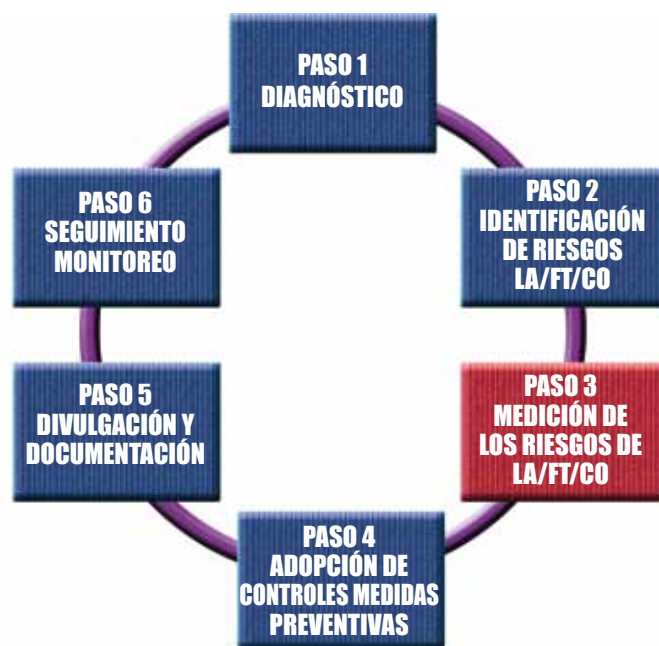 PASO 1
DIAGNÓSTICO
PASO 2
IDENTIFICACIÓN
DE RIESGOS
LA/FT/CO
PASO 3
MEDICIÓN DE
LOS RIESGOS DE
LA/FT/CO
PASO 4
ADOPCIÓN DE
CONTROLES MEDIDAS
PREVENTIVAS
PASO 5
DIVULGACIÓN Y
DOCUMENTACIÓN
PASO 6
SEGUIMIENTO
MONITOREO